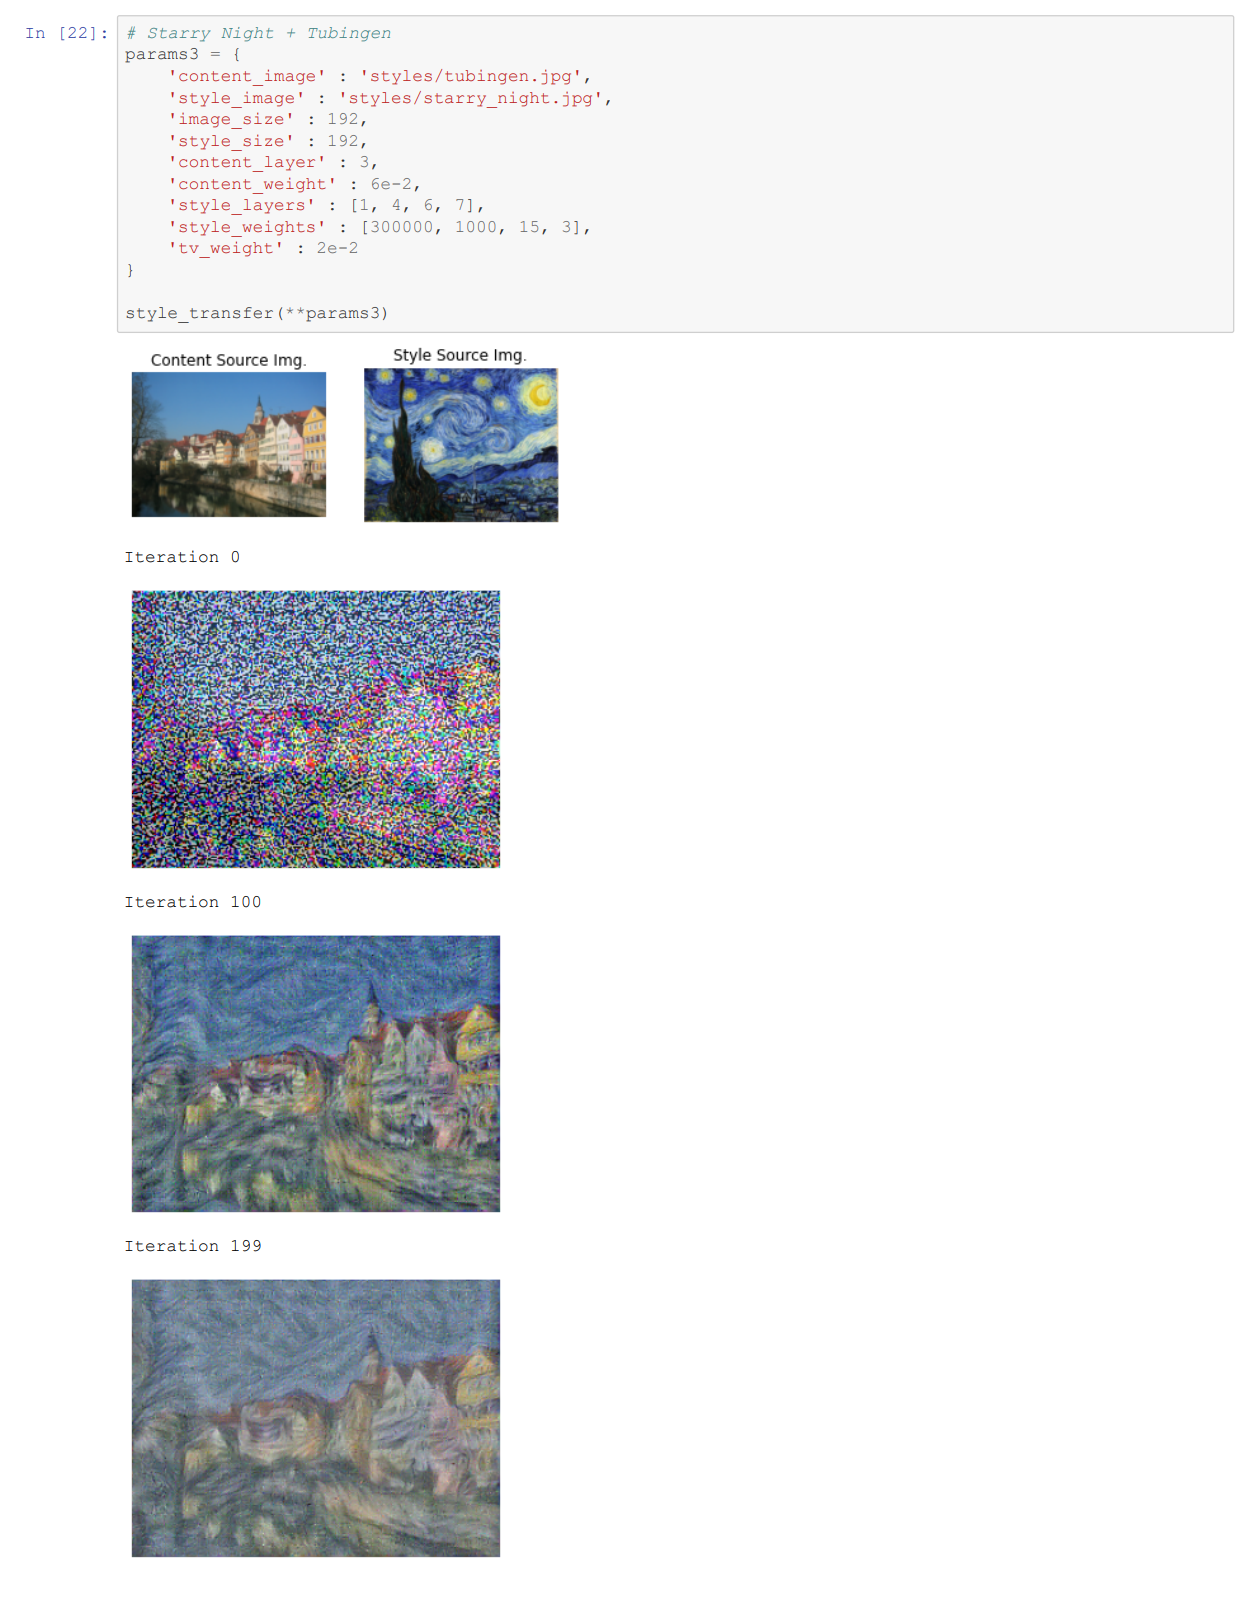 In [22]: # Starry Night + Tubingen
params3 = {
    'content_image' : 'styles/tubingen.jpg',
    'style_image' : 'styles/starry_night.jpg',
    'image_size' : 192,
    'style_size' : 192,
    'content_layer' : 3,
    'content_weight' : 6e-2,
    'style_layers' : [1, 4, 6, 7],
    'style_weights' : [300000, 1000, 15, 3],
    'tv_weight' : 2e-2
}
style_transfer(**params3)
Content Source Img.
Style Source Img.
Iteration 0
Iteration 100
Iteration 199